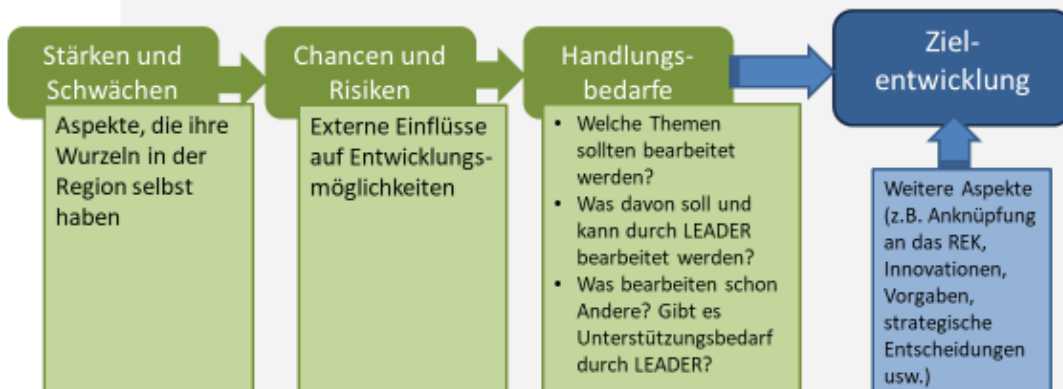 Stärken und
Schwächen
Aspekte, die ihre
Wurzeln in der
Region selbst
haben
Chancen und
Risiken
Externe Einflüsse
auf Entwicklungs-
möglichkeiten
Handlungs-
bedarfe
• Welche Themen
sollten bearbeitet
werden?
• Was davon soll und
kann durch LEADER
bearbeitet werden?
• Was bearbeiten schon
Andere? Gibt es
Unterstützungsbedarf
durch LEADER?
Ziel-
entwicklung
Weitere Aspekte
(z.B. Anknüpfung
an das REK,
Innovationen,
Vorgaben,
strategische
Entscheidungen
usw.)